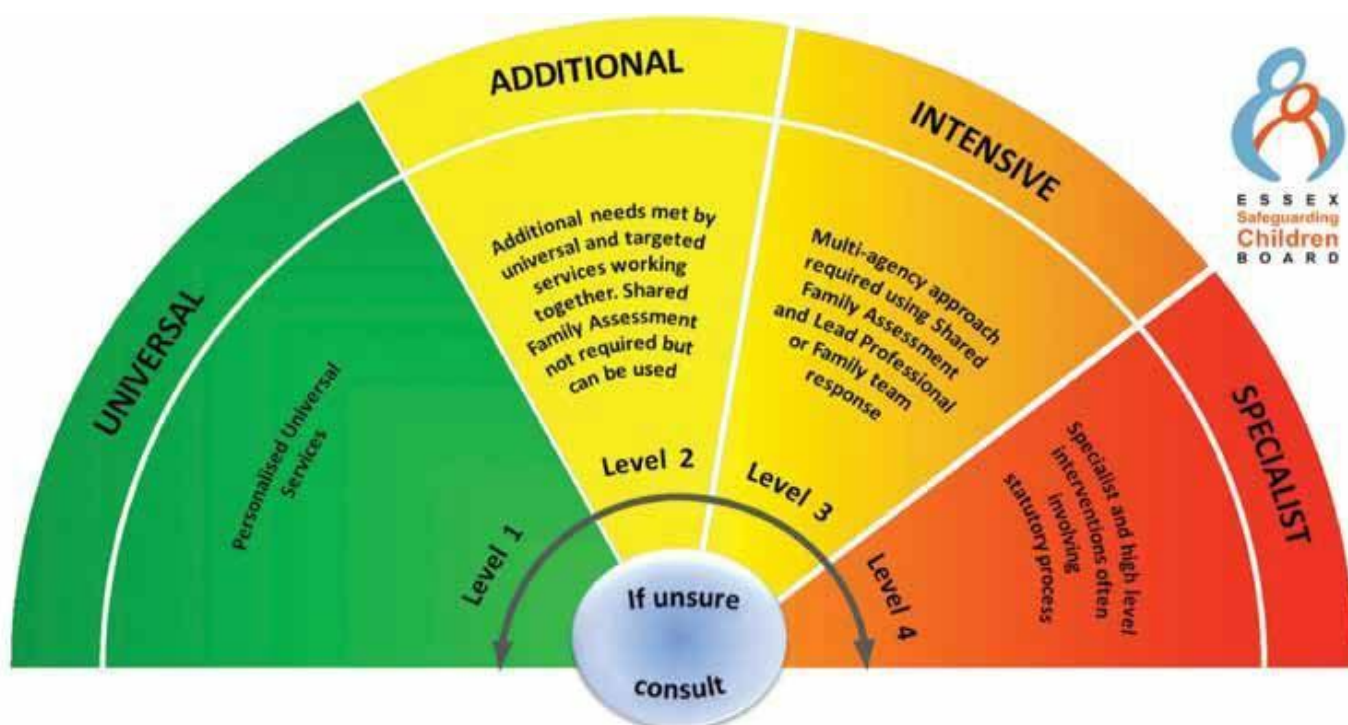 UNIVERSAL
Personalised Universal
Services
Level 1
ADDITIONAL
Additional needs met by
universal and targeted
services working
together. Shared
Family Assessment
not required but
can be used
Level 2
INTENSIVE
Multi-agency approach
required using Shared
Family Assessment
and Lead Professional
or Family team
response
Level 3
SPECIALIST
Specialist and high level
interventions often
involving
statutory process
Level 4
If unsure
consult
ESSEX
Safeguarding
Children
BOARD